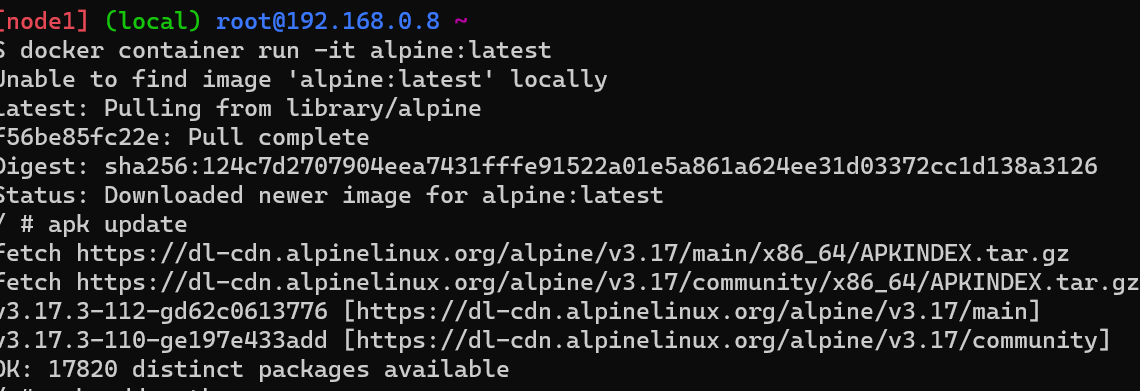 [node1] (local) root@192.168.0.8 ~
$ docker container run -it alpine:latest
Unable to find image 'alpine:latest' locally
latest: Pulling from library/alpine
f56be85fc22e: Pull complete
Digest: sha256:124c7d2707904eea7431fffe91522a01e5a861a624ee31d03372cc1d138a3126
Status: Downloaded newer image for alpine:latest
/ # apk update
fetch https://dl-cdn.alpinelinux.org/alpine/v3.17/main/x86_64/APKINDEX.tar.gz
fetch https://dl-cdn.alpinelinux.org/alpine/v3.17/community/x86_64/APKINDEX.tar.gz
v3.17.3-112-gd62c0613776 [https://dl-cdn.alpinelinux.org/alpine/v3.17/main]
v3.17.3-110-ge197e433add [https://dl-cdn.alpinelinux.org/alpine/v3.17/community]
OK: 17820 distinct packages available